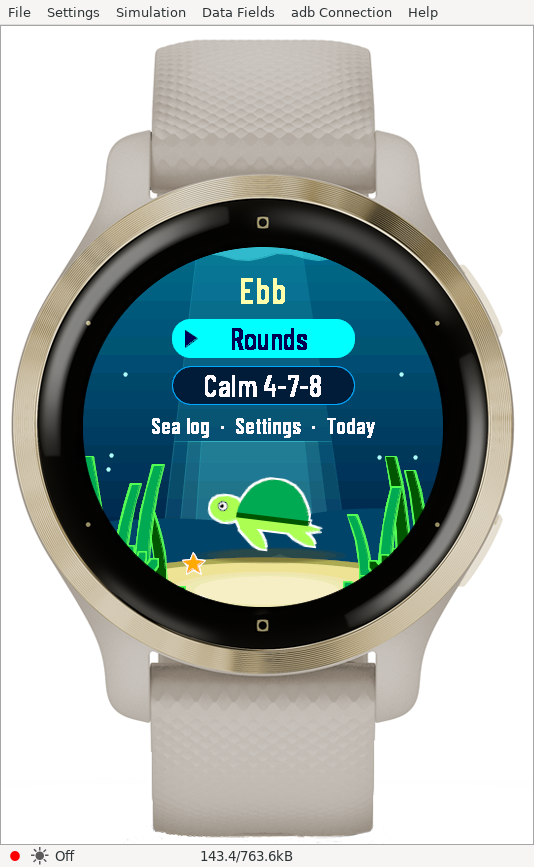 File Settings Simulation Data Fields adb Connection Help
Ebb
Rounds
Calm 4-7-8
Sea log · Settings · Today
Off 143.4/763.6kB